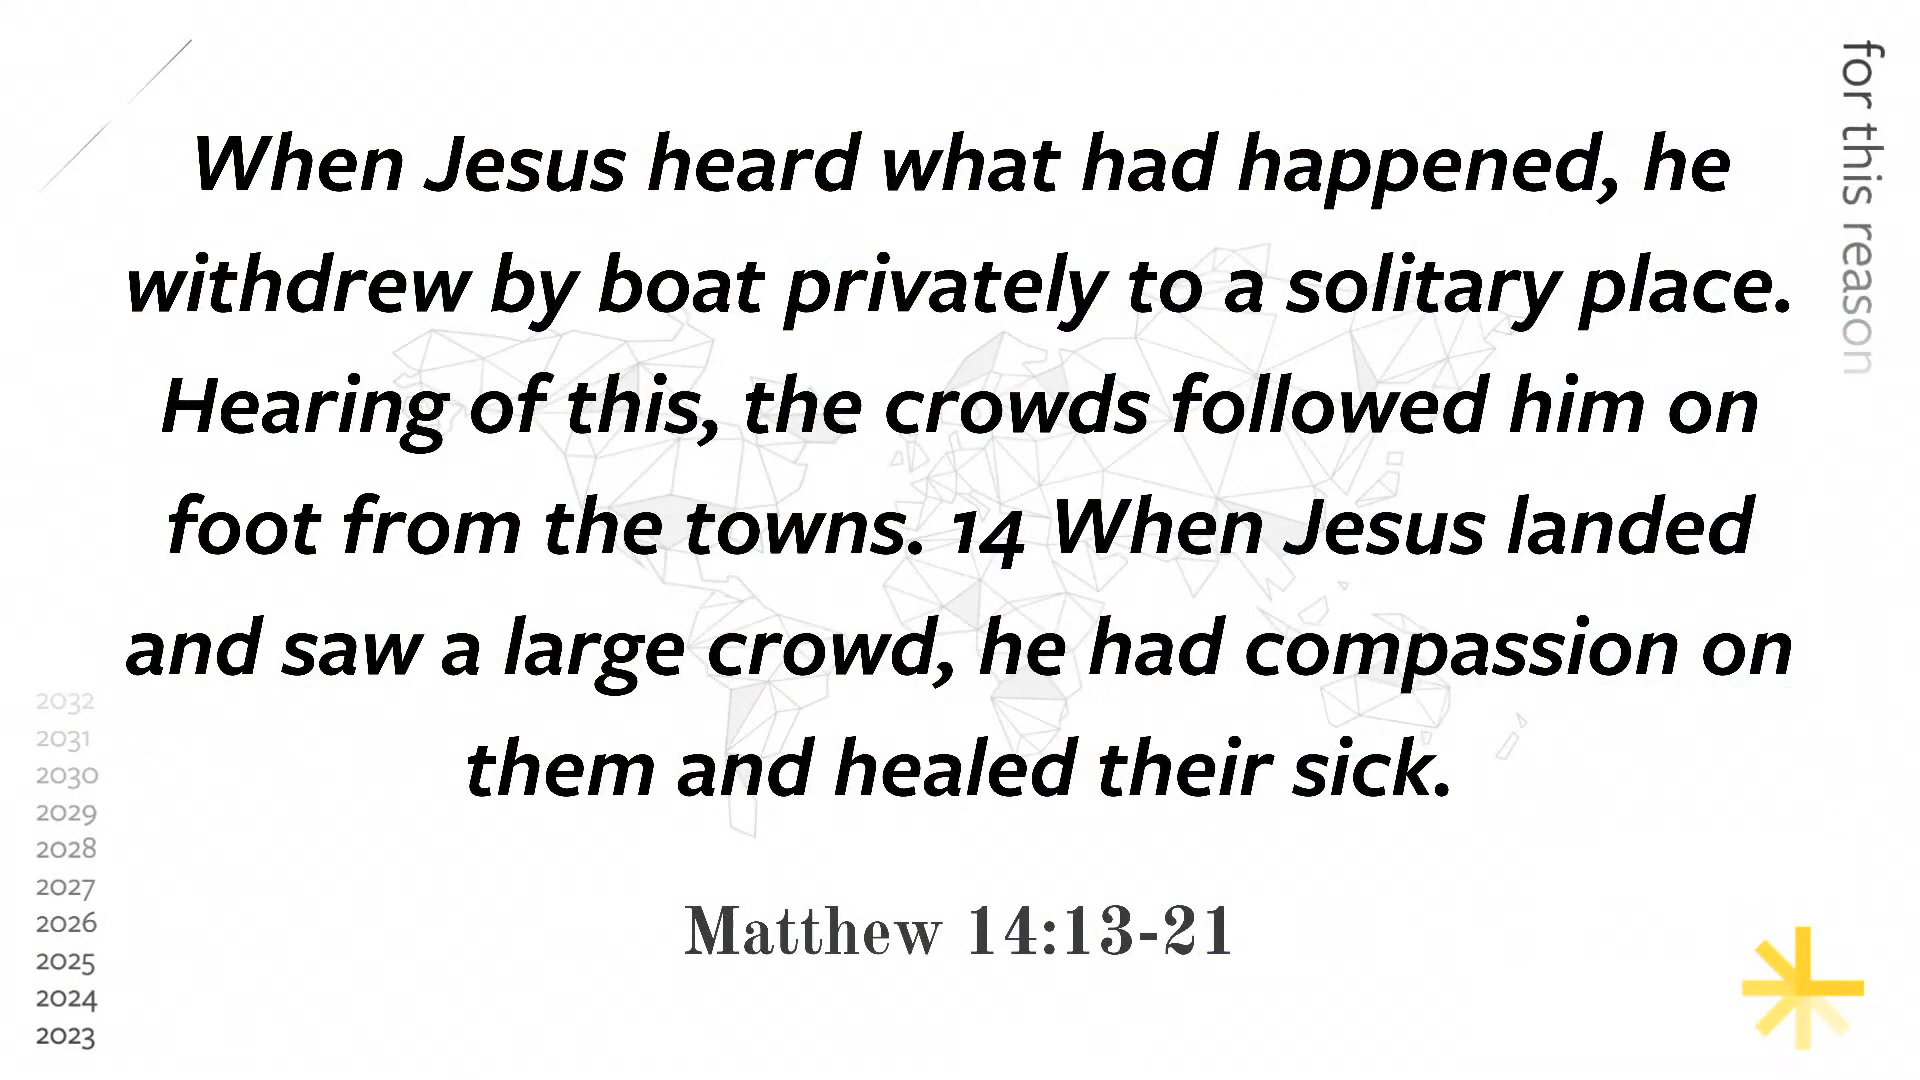 When Jesus heard what had happened, he
withdrew by boat privately to a solitary place.
Hearing of this, the crowds followed him on
foot from the towns. 14 When Jesus landed
and saw a large crowd, he had compassion on
them and healed their sick.
Matthew 14:13-21
for this reason
2032
2031
2030
2029
2028
2027
2026
2025
2024
2023